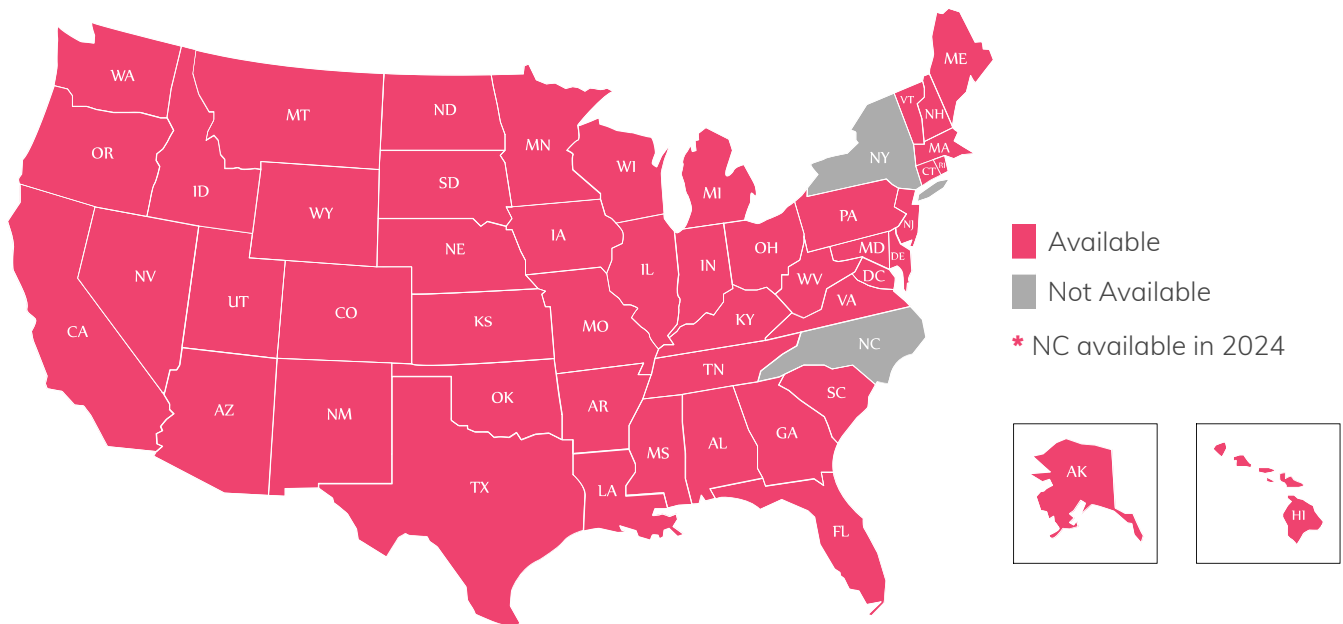 ME
WA
VT
ND
MT
NH
MN
MA
OR
NY
RI
WI
CT
SD
ID
MI
WY
PA
NJ
IA
NE
MD
OH
DE
IL
IN
NV
DC
WV
UT
VA
CO
KY
KS
MO
CA
NC
TN
SC
OK
AR
AZ
NM
GA
AL
MS
TX
LA
FL
Available
Not Available
* NC available in 2024
AK
HI